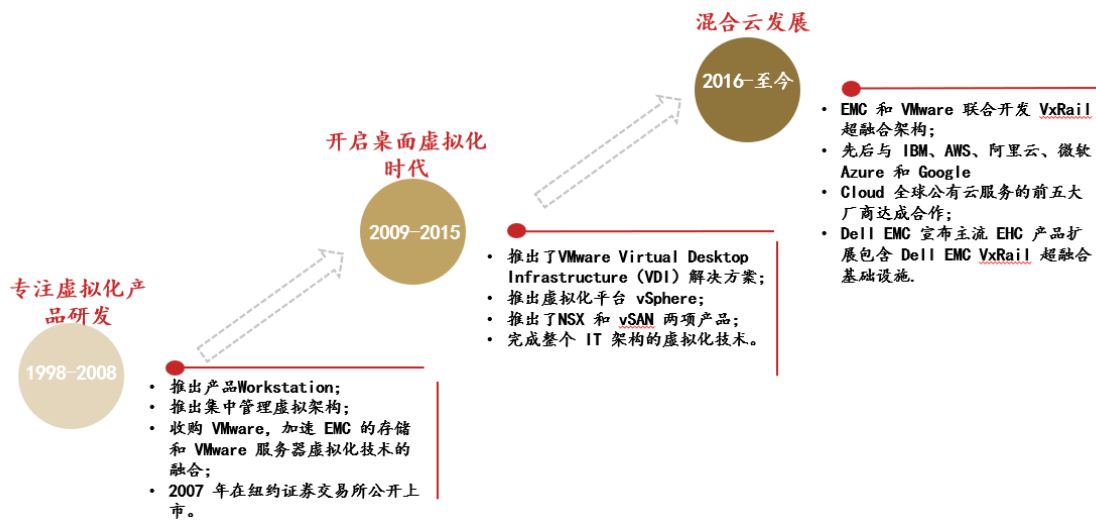 专注虚拟化产
品研发
1998-2008
• 推出产品Workstation；
• 推出集中管理虚拟架构；
• 收购 VMware，加速 EMC 的存储
和 VMware 服务器虚拟化技术的
融合；
• 2007 年在纽约证券交易所公开上
市。
开启桌面虚拟化
时代
2009-2015
• 推出了VMware Virtual Desktop
Infrastructure（VDI）解决方案；
• 推出虚拟化平台 vSphere；
• 推出了NSX 和 vSAN 两项产品；
• 完成整个 IT 架构的虚拟化技术。
混合云发展
2016-至今
• EMC 和 VMware 联合开发 VxRail
超融合架构；
• 先后与 IBM、AWS、阿里云、微软
Azure 和 Google
• Cloud 全球公有云服务的前五大
厂商达成合作；
• Dell EMC 宣布主流 EHC 产品扩
展包含 Dell EMC VxRail 超融合
基础设施.